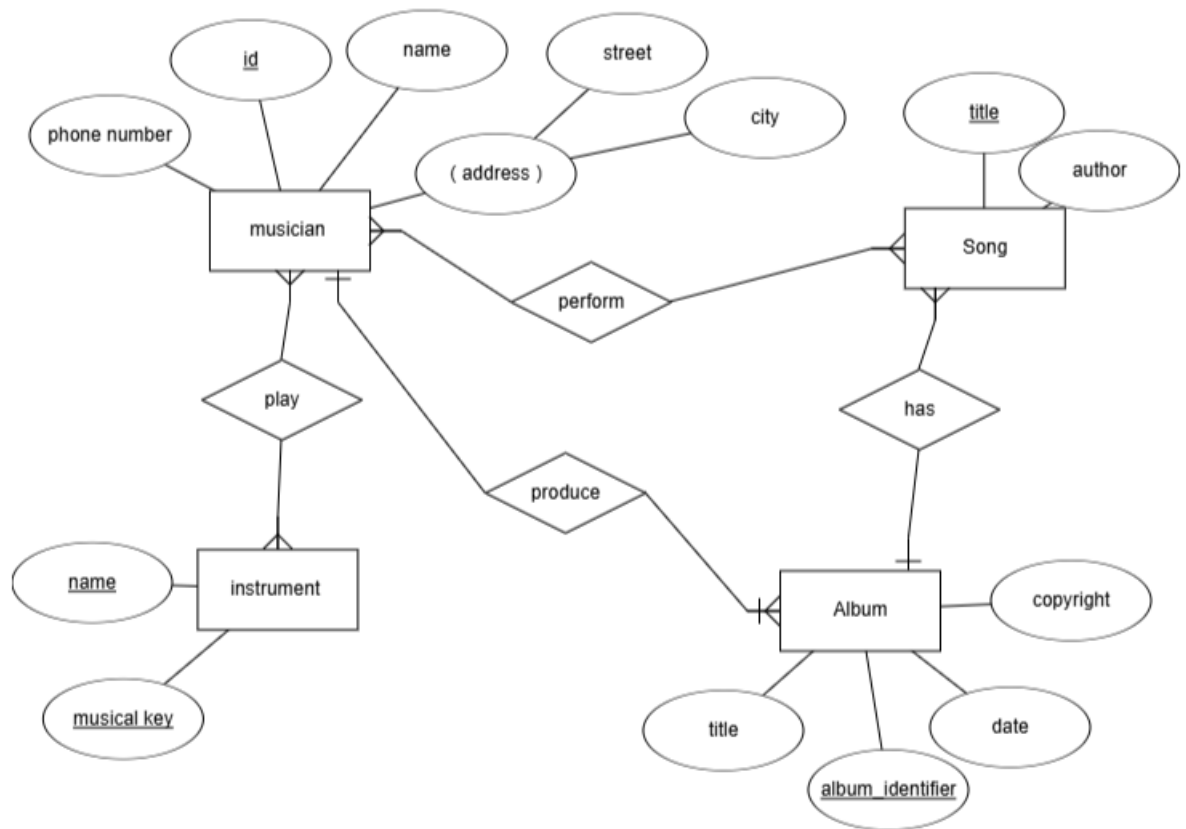 id
name
street
phone number
( address )
city
title
author
musician
Song
perform
play
has
produce
name
instrument
musical key
Album
copyright
title
album_identifier
date